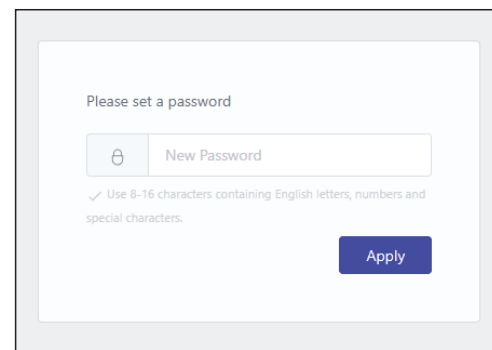 Please set a password
New Password
✓ Use 8-16 characters containing English letters, numbers and
special characters.
Apply